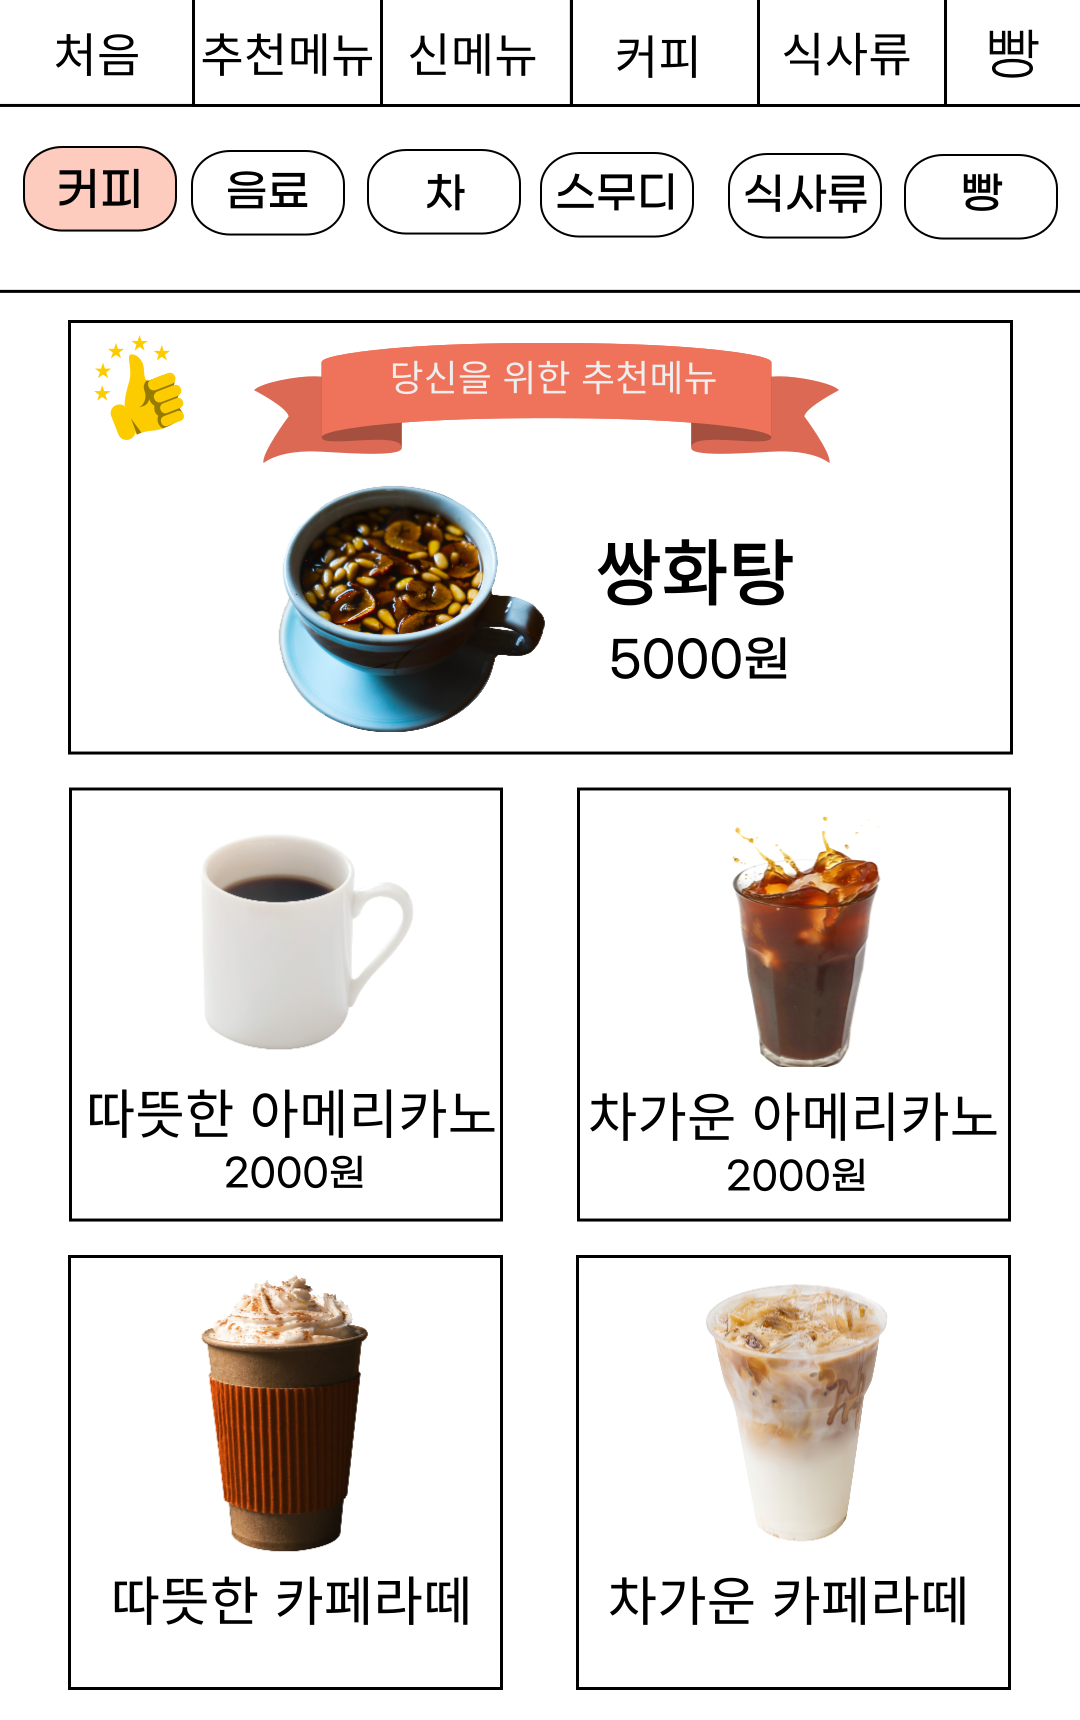 처음 추천메뉴 신메뉴 커피 식사류 빵
커피 음료 차 스무디 식사류 빵
당신을 위한 추천메뉴
쌍화탕
5000원
따뜻한 아메리카노
2000원
차가운 아메리카노
2000원
따뜻한 카페라떼
차가운 카페라떼